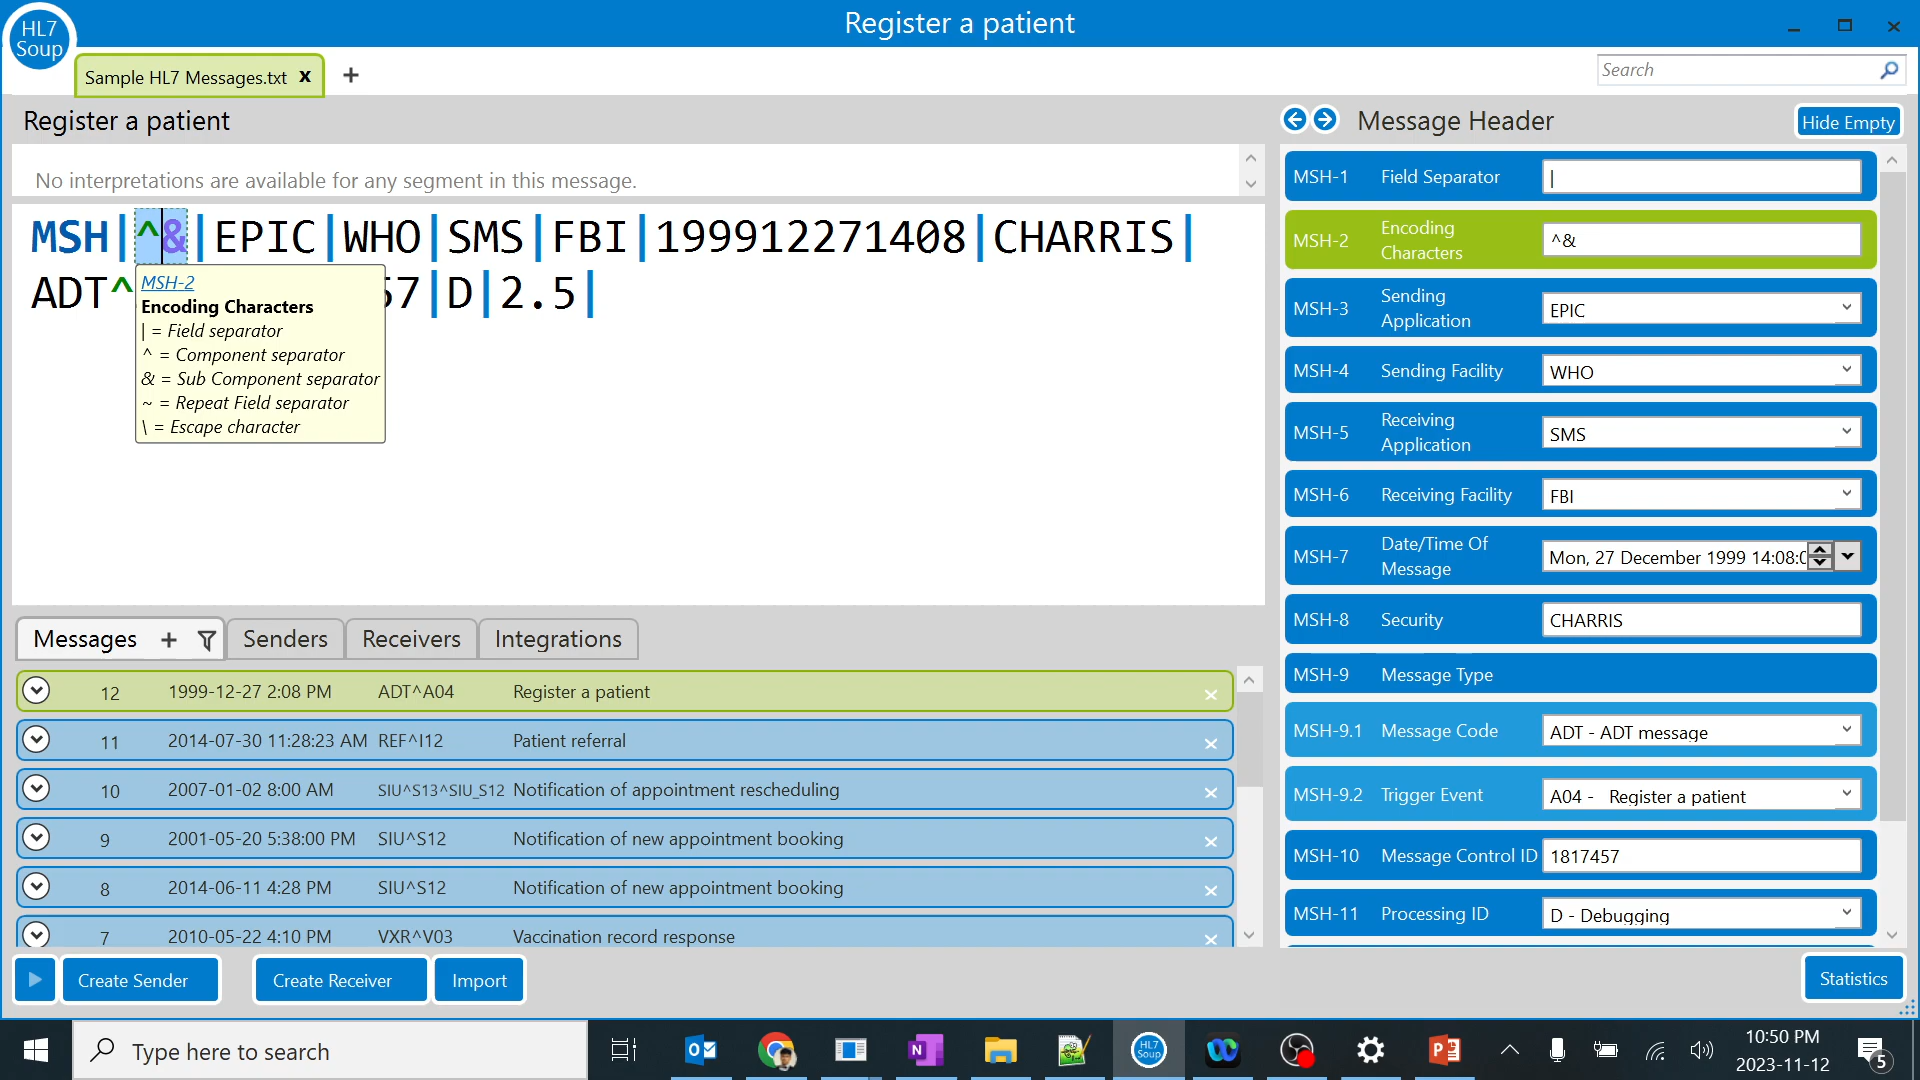 HL7
Soup
Register a patient
Sample HL7 Messages.txt x +
Search
Register a patient
No interpretations are available for any segment in this message.
MSH|^&|EPIC|WHO|SMS|FBI|199912271408|CHARRIS|
ADT^ 57|D|2.5|
MSH-2
Encoding Characters
| = Field separator
^ = Component separator
& = Sub Component separator
~ = Repeat Field separator
\ = Escape character
Messages + Senders Receivers Integrations
12 1999-12-27 2:08 PM ADT^A04 Register a patient
11 2014-07-30 11:28:23 AM REF^I12 Patient referral
10 2007-01-02 8:00 AM SIU^S13^SIU_S12 Notification of appointment rescheduling
9 2001-05-20 5:38:00 PM SIU^S12 Notification of new appointment booking
8 2014-06-11 4:28 PM SIU^S12 Notification of new appointment booking
7 2010-05-22 4:10 PM VXR^V03 Vaccination record response
Create Sender Create Receiver Import
Message Header
Hide Empty
MSH-1 Field Separator |
MSH-2 Encoding Characters ^&
MSH-3 Sending Application EPIC
MSH-4 Sending Facility WHO
MSH-5 Receiving Application SMS
MSH-6 Receiving Facility FBI
MSH-7 Date/Time Of Message Mon, 27 December 1999 14:08:0
MSH-8 Security CHARRIS
MSH-9 Message Type
MSH-9.1 Message Code ADT - ADT message
MSH-9.2 Trigger Event A04 - Register a patient
MSH-10 Message Control ID 1817457
MSH-11 Processing ID D - Debugging
Statistics
Type here to search
HL7
Soup
10:50 PM
2023-11-12
5